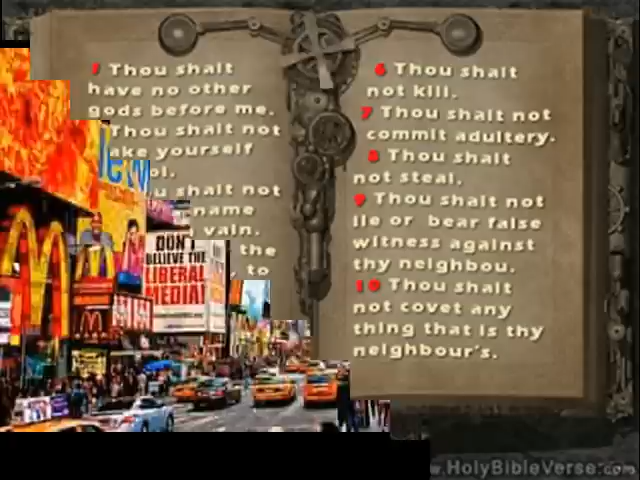 1 Thou shalt
have no other
gods before me.
Thou shalt not
ake yourself
ol.
u shalt not
name
vain.
the
to
6 Thou shalt
not kill.
7 Thou shalt not
commit adultery.
8 Thou shalt
not steal.
9 Thou shalt not
lie or bear false
witness against
thy neighbou.
10 Thou shalt
not covet any
thing that is thy
neighbour's.
DON'T
BELIEVE THE
LIBERAL
MEDIA!
www.HolyBibleVerse.com